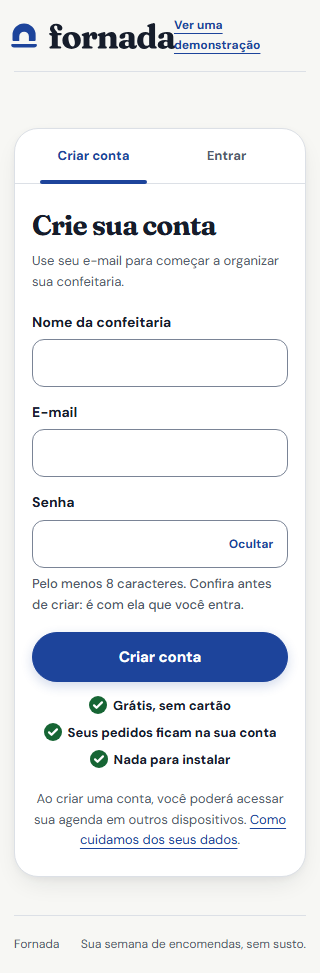 fornada
Ver uma
demonstração
Criar conta
Entrar
Crie sua conta
Use seu e-mail para começar a organizar
sua confeitaria.
Nome da confeitaria
E-mail
Senha
Ocultar
Pelo menos 8 caracteres. Confira antes
de criar: é com ela que você entra.
Criar conta
Grátis, sem cartão
Seus pedidos ficam na sua conta
Nada para instalar
Ao criar uma conta, você poderá acessar
sua agenda em outros dispositivos. Como
cuidamos dos seus dados.
Fornada
Sua semana de encomendas, sem susto.